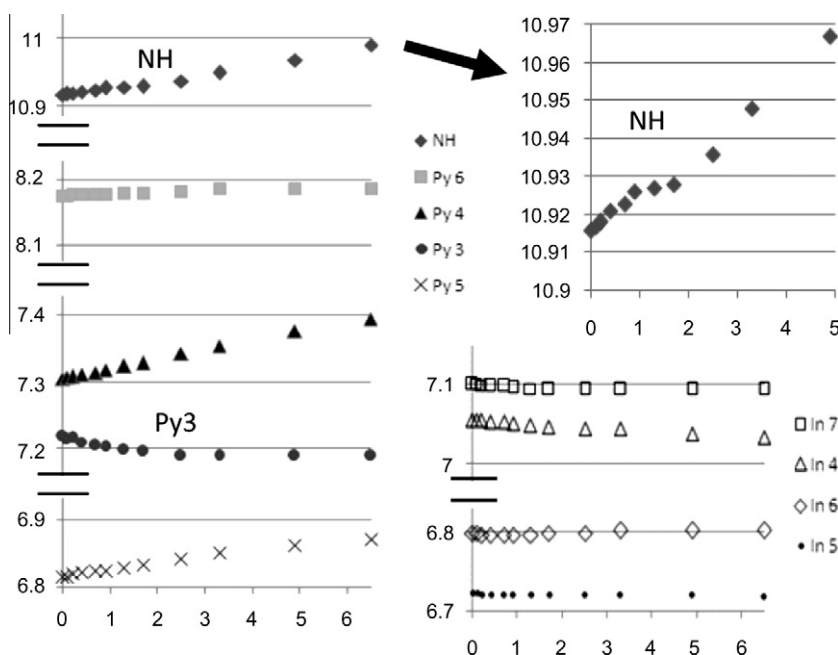 11
NH
10.9
8.2
8.1
7.4
7.3
Py3
7.2
6.9
6.8
0 1 2 3 4 5 6
NH
Py 6
Py 4
Py 3
Py 5
10.97
10.96
10.95
10.94
NH
10.93
10.92
10.91
10.9
0 1 2 3 4 5
7.1
7
6.8
6.7
0 1 2 3 4 5 6
In 7
In 4
In 6
In 5